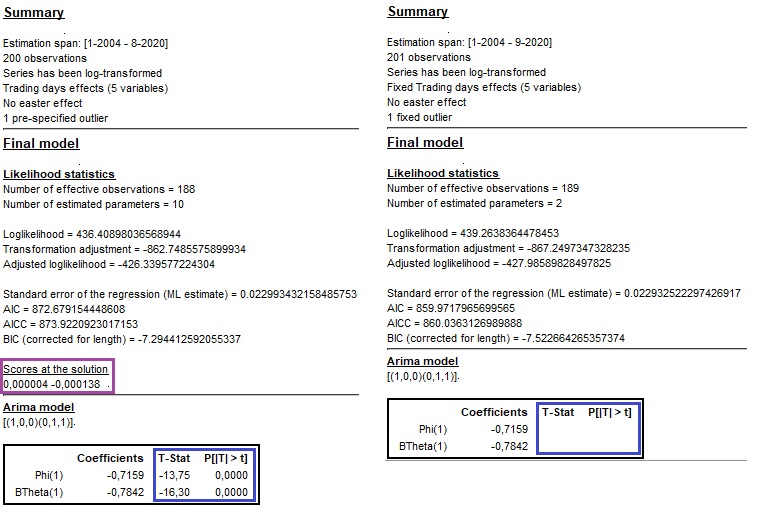 Summary
Estimation span: [1-2004 - 8-2020]
200 observations
Series has been log-transformed
Trading days effects (5 variables)
No easter effect
1 pre-specified outlier
Final model
Likelihood statistics
Number of effective observations = 188
Number of estimated parameters = 10
Loglikelihood = 436.40898036568944
Transformation adjustment = -862.7485575899934
Adjusted loglikelihood = -426.339577224304
Standard error of the regression (ML estimate) = 0.022993432158485753
AIC = 872.679154448608
AICC = 873.9220923017153
BIC (corrected for length) = -7.294412592055337
Scores at the solution
0,000004 -0,000138
Arima model
[(1,0,0)(0,1,1)].
Coefficients T-Stat P[|T| > t]
Phi(1) -0,7159 -13,75 0,0000
BTheta(1) -0,7842 -16,30 0,0000
Summary
Estimation span: [1-2004 - 9-2020]
201 observations
Series has been log-transformed
Fixed Trading days effects (5 variables)
No easter effect
1 fixed outlier
Final model
Likelihood statistics
Number of effective observations = 189
Number of estimated parameters = 2
Loglikelihood = 439.2638364478453
Transformation adjustment = -867.2497347328235
Adjusted loglikelihood = -427.98589828497825
Standard error of the regression (ML estimate) = 0.022932522297426917
AIC = 859.9717965699565
AICC = 860.0363126989888
BIC (corrected for length) = -7.522664265357374
Arima model
[(1,0,0)(0,1,1)].
Coefficients T-Stat P[|T| > t]
Phi(1) -0,7159
BTheta(1) -0,7842